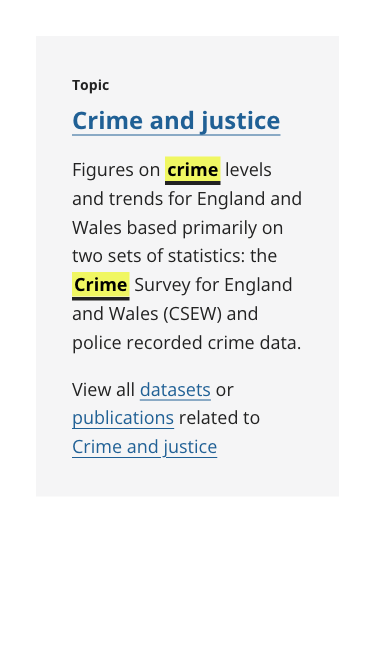 Topic
Crime and justice
Figures on crime levels
and trends for England and
Wales based primarily on
two sets of statistics: the
Crime Survey for England
and Wales (CSEW) and
police recorded crime data.
View all datasets or
publications related to
Crime and justice